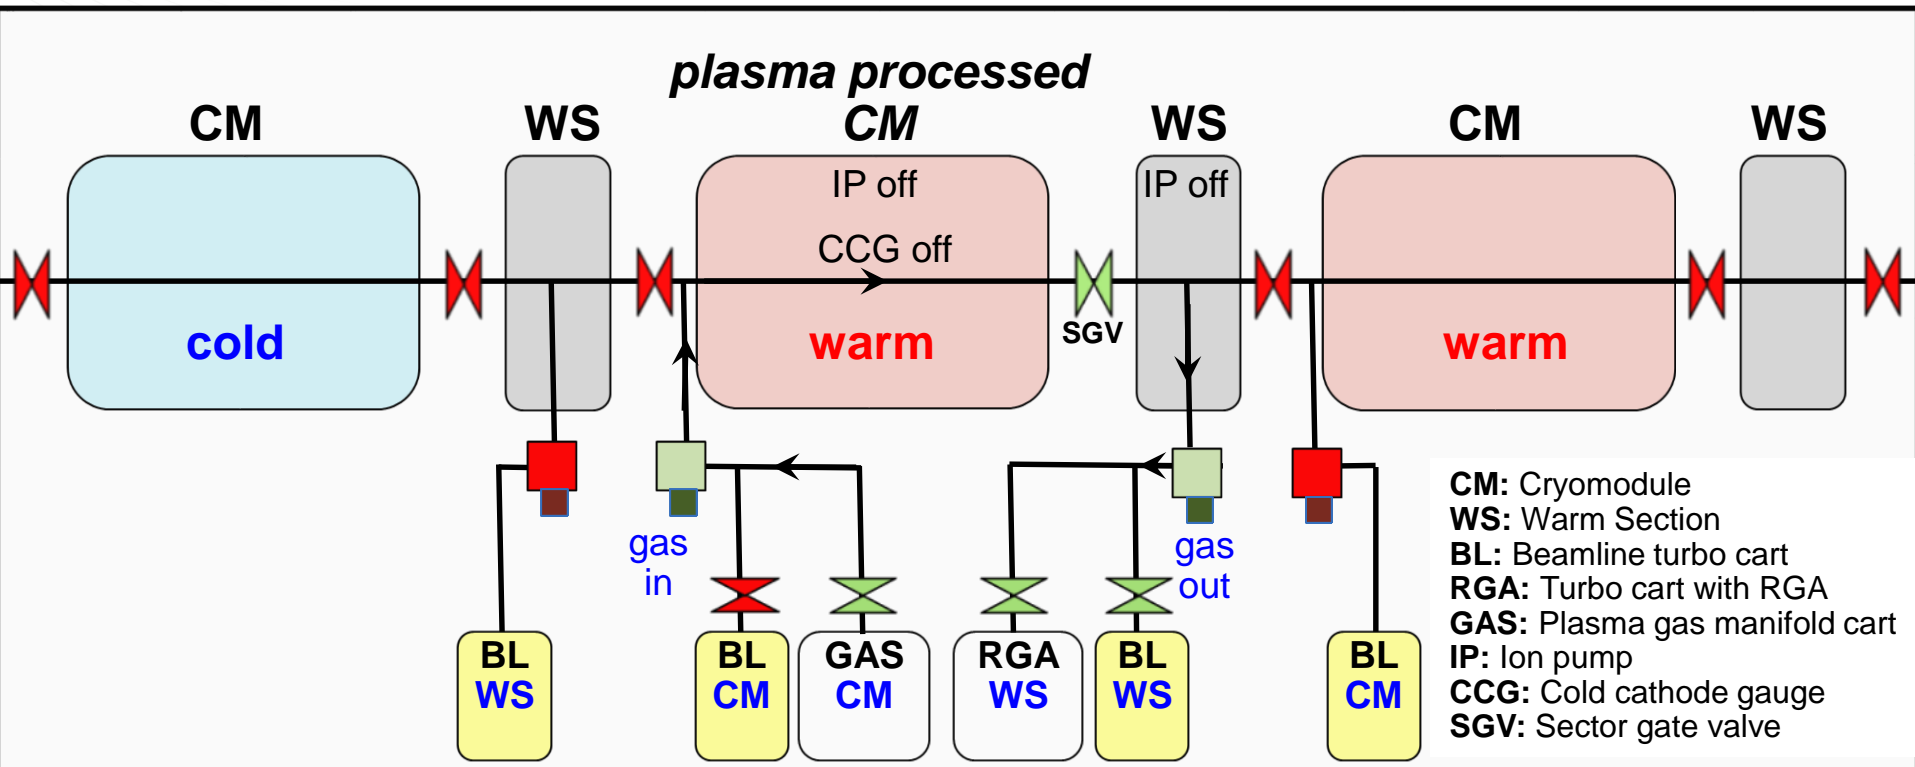 plasma processed
CM
WS
CM
WS
CM
WS
IP off
IP off
CCG off
cold
warm
SGV
warm
gas
in
gas
out
BL
WS
BL
CM
GAS
CM
RGA
WS
BL
WS
BL
CM
CM: Cryomodule
WS: Warm Section
BL: Beamline turbo cart
RGA: Turbo cart with RGA
GAS: Plasma gas manifold cart
IP: Ion pump
CCG: Cold cathode gauge
SGV: Sector gate valve